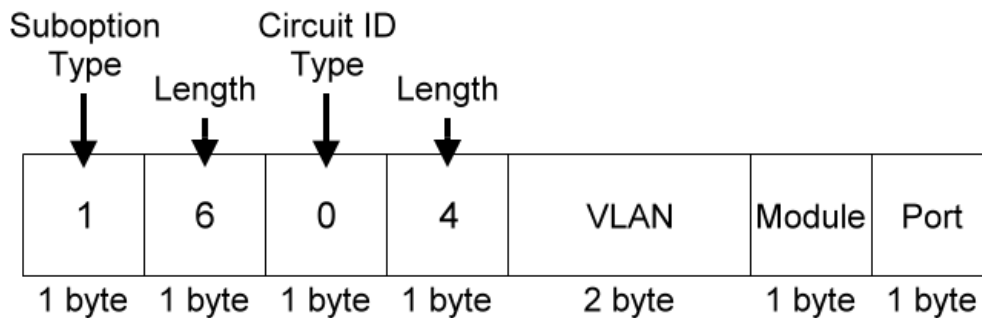 Suboption
Type
Circuit ID
Type
Length
Length
1
6
0
4
VLAN
Module
Port
1 byte
1 byte
1 byte
1 byte
2 byte
1 byte
1 byte